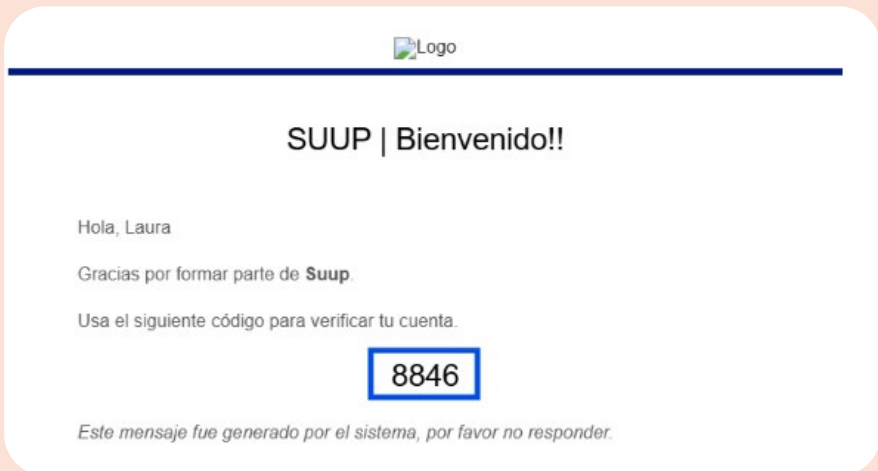 Logo
SUUP | Bienvenido!!
Hola, Laura
Gracias por formar parte de Suup.
Usa el siguiente código para verificar tu cuenta.
8846
Este mensaje fue generado por el sistema, por favor no responder.